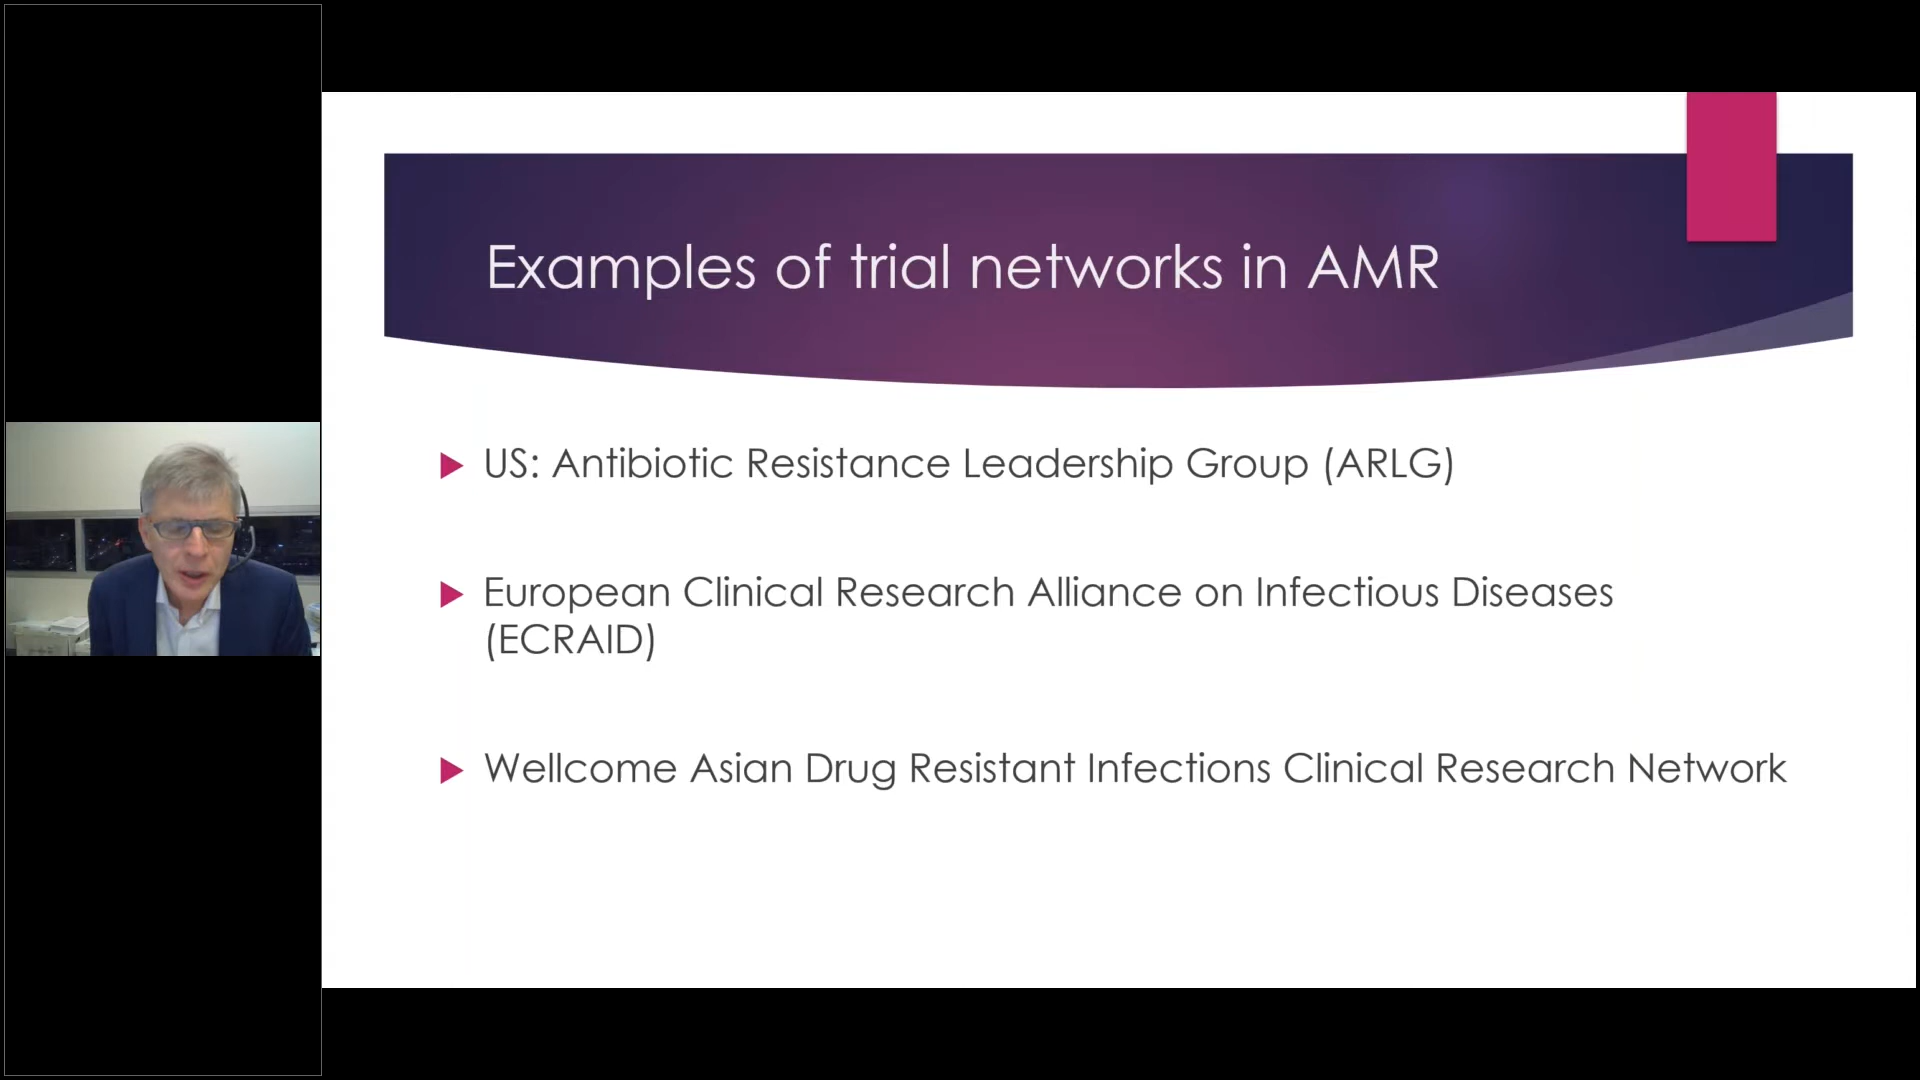 Examples of trial networks in AMR
US: Antibiotic Resistance Leadership Group (ARLG)
European Clinical Research Alliance on Infectious Diseases
(ECRAID)
Wellcome Asian Drug Resistant Infections Clinical Research Network